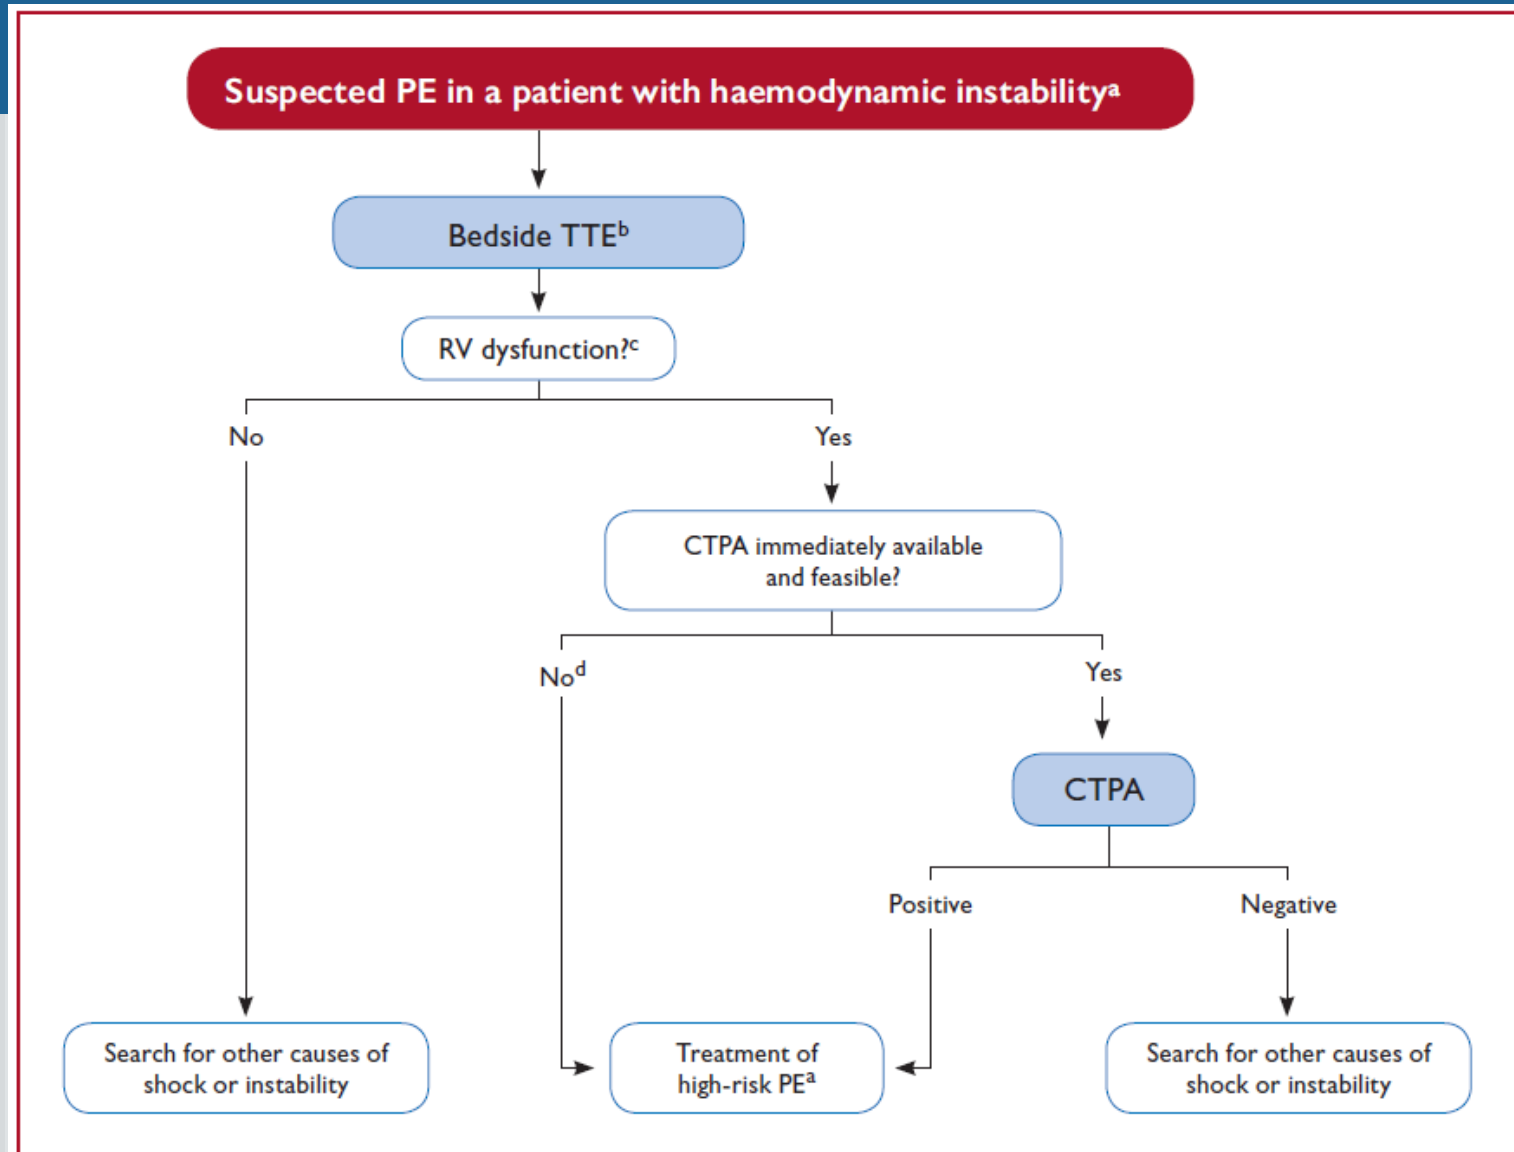 Suspected PE in a patient with haemodynamic instabilityᵃ
Bedside TTEᵇ
RV dysfunction?ᶜ
No
Yes
CTPA immediately available
and feasible?
Noᵈ
Yes
CTPA
Positive
Negative
Search for other causes of
shock or instability
Treatment of
high-risk PEᵃ
Search for other causes of
shock or instability